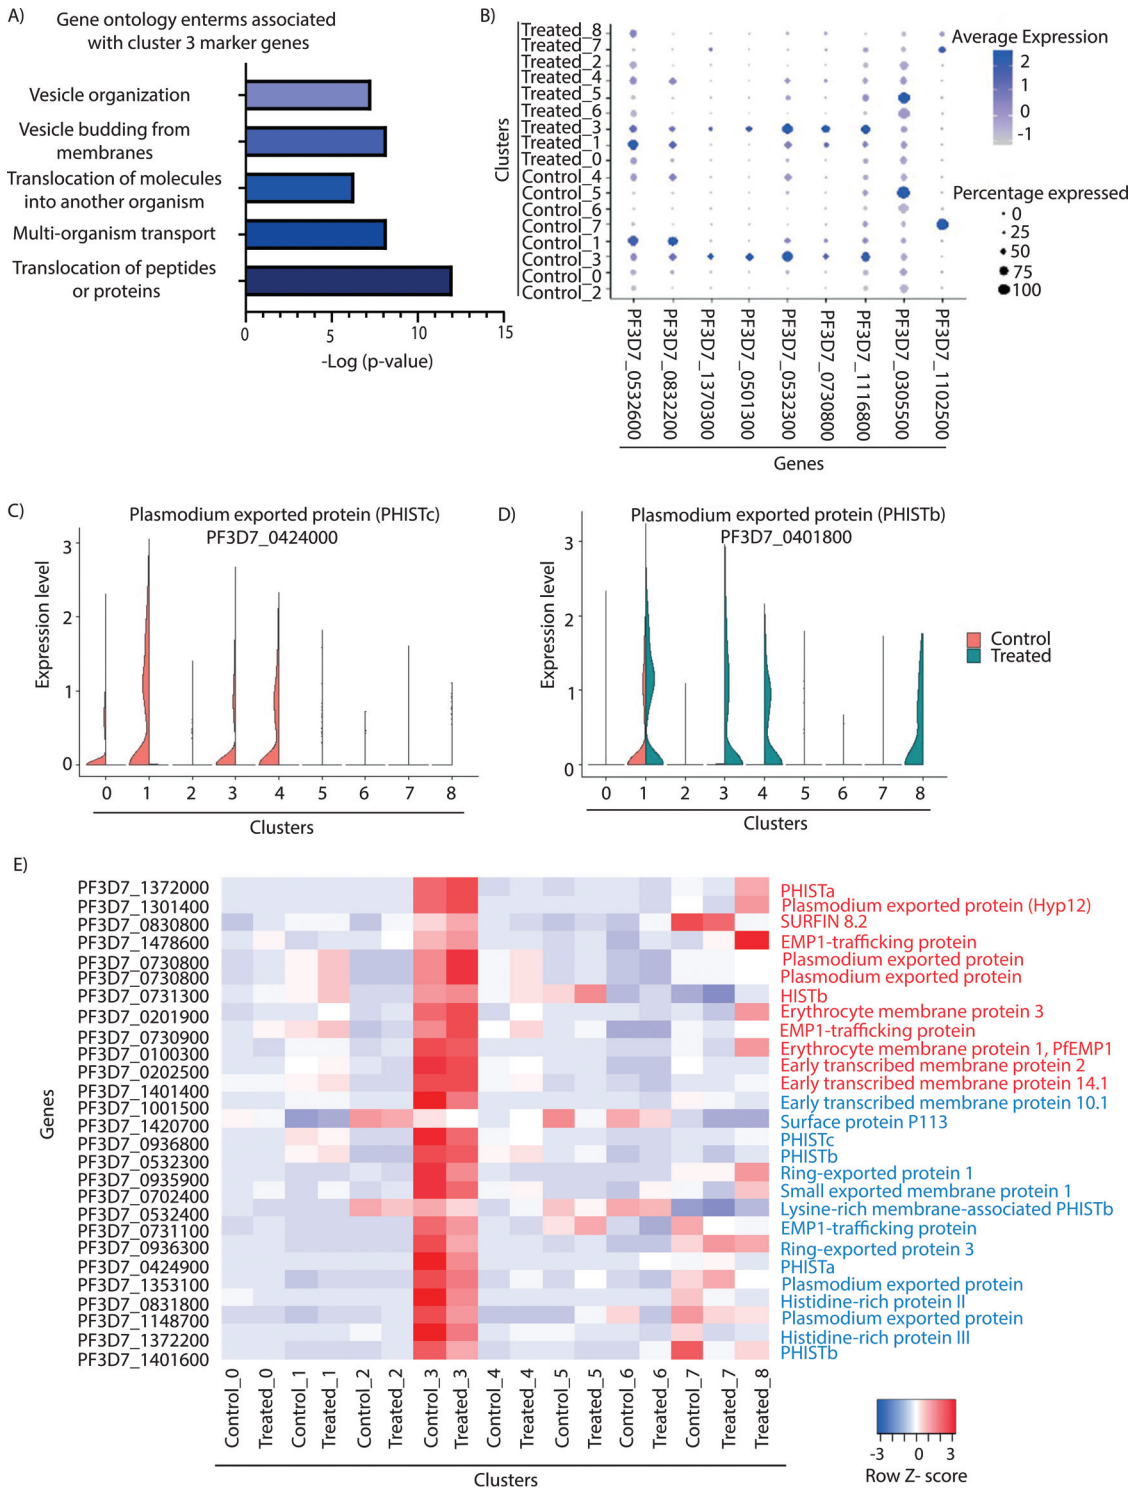 A)
Gene ontology enterms associated
with cluster 3 marker genes
Vesicle organization
Vesicle budding from
membranes
Translocation of molecules
into another organism
Multi-organism transport
Translocation of peptides
or proteins
0
5
10
15
-Log (p-value)
B)
Treated_8
Treated_7
Treated_2
Treated_4
Treated_5
Treated_6
Treated_3
Treated_1
Treated_0
Control_4
Control_5
Control_6
Control_7
Control_1
Control_3
Control_0
Control_2
Clusters
PF3D7_0532600
PF3D7_0832200
PF3D7_1370300
PF3D7_0501300
PF3D7_0532300
PF3D7_0730800
PF3D7_1116800
PF3D7_0305500
PF3D7_1102500
Genes
Average Expression
2
1
0
-1
Percentage expressed
0
25
50
75
100
C)
Plasmodium exported protein (PHISTc)
PF3D7_0424000
Expression level
3
2
1
0
0 1 2 3 4 5 6 7 8
Clusters
D)
Plasmodium exported protein (PHISTb)
PF3D7_0401800
Expression level
3
2
1
0
0 1 2 3 4 5 6 7 8
Clusters
Control
Treated
E)
Genes
PF3D7_1372000
PF3D7_1301400
PF3D7_0830800
PF3D7_1478600
PF3D7_0730800
PF3D7_0730800
PF3D7_0731300
PF3D7_0201900
PF3D7_0730900
PF3D7_0100300
PF3D7_0202500
PF3D7_1401400
PF3D7_1001500
PF3D7_1420700
PF3D7_0936800
PF3D7_0532300
PF3D7_0935900
PF3D7_0702400
PF3D7_0532400
PF3D7_0731100
PF3D7_0936300
PF3D7_0424900
PF3D7_1353100
PF3D7_0831800
PF3D7_1148700
PF3D7_1372200
PF3D7_1401600
PHISTa
Plasmodium exported protein (Hyp12)
SURFIN 8.2
EMP1-trafficking protein
Plasmodium exported protein
Plasmodium exported protein
HISTb
Erythrocyte membrane protein 3
EMP1-trafficking protein
Erythrocyte membrane protein 1, PfEMP1
Early transcribed membrane protein 2
Early transcribed membrane protein 14.1
Early transcribed membrane protein 10.1
Surface protein P113
PHISTc
PHISTb
Ring-exported protein 1
Small exported membrane protein 1
Lysine-rich membrane-associated PHISTb
EMP1-trafficking protein
Ring-exported protein 3
PHISTa
Plasmodium exported protein
Histidine-rich protein II
Plasmodium exported protein
Histidine-rich protein III
PHISTb
Control_0
Treated_0
Control_1
Treated_1
Control_2
Treated_2
Control_3
Treated_3
Control_4
Treated_4
Control_5
Treated_5
Control_6
Treated_6
Control_7
Treated_7
Treated_8
Clusters
-3 0 3
Row Z- score